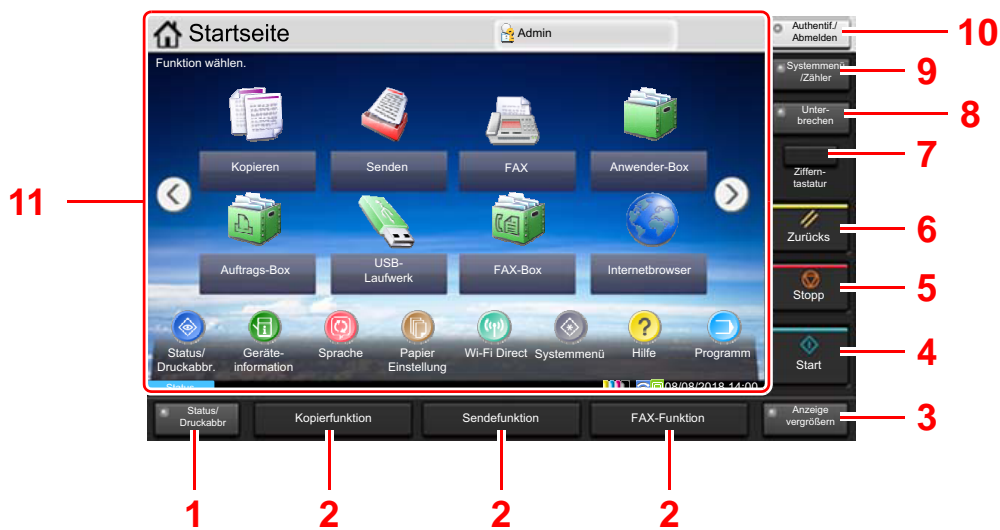 Startseite
Admin
Authentif./
Abmelden
10
Funktion wählen.
Systemmenü
/Zähler
9
Unter-
brechen
8
Kopieren
Senden
FAX
Anwender-Box
7
Ziffern-
tastatur
11
Zurücks
6
Auftrags-Box
USB-
Laufwerk
FAX-Box
Internetbrowser
Stopp
5
Status/
Druckabbr.
Geräte-
information
Sprache
Papier
Einstellung
Wi-Fi Direct
Systemmenü
Hilfe
Programm
Start
4
Status
08/08/2018 14:00
Status/
Druckabbr
Kopierfunktion
Sendefunktion
FAX-Funktion
Anzeige
vergrößern
3
1
2
2
2